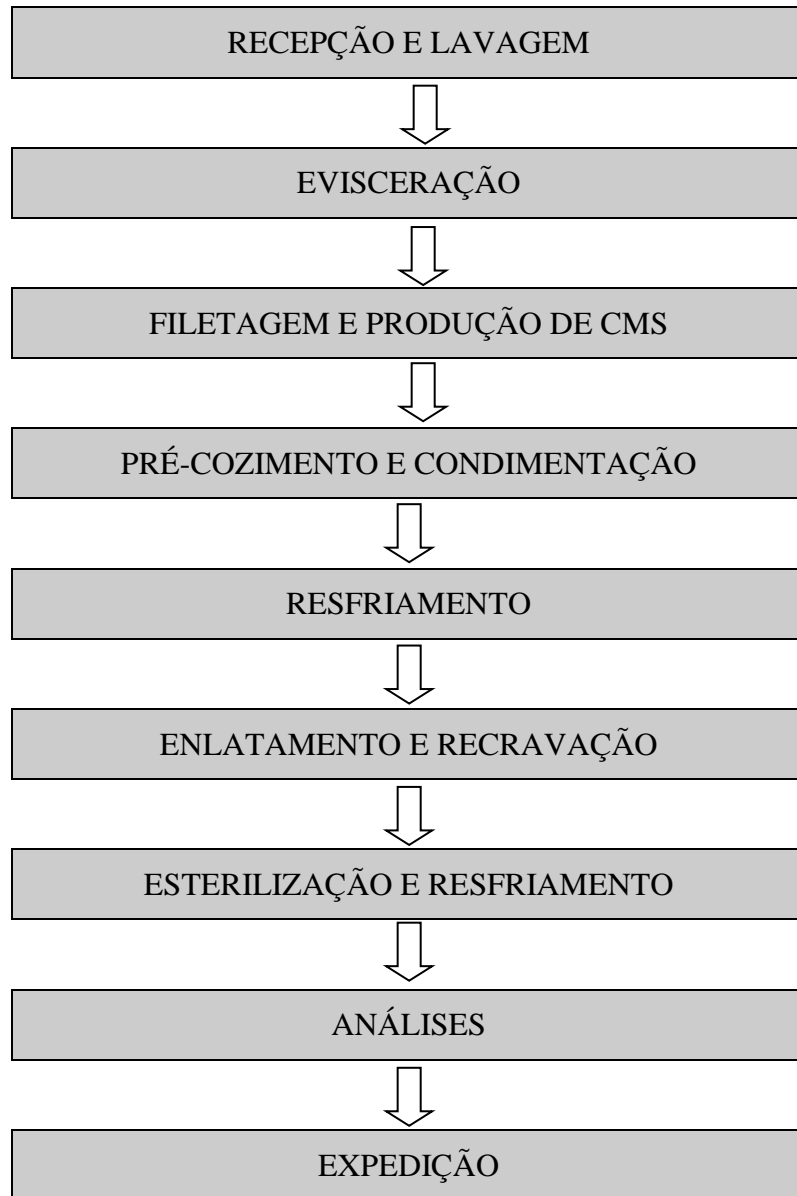 RECEPÇÃO E LAVAGEM
EVISCERAÇÃO
FILETAGEM E PRODUÇÃO DE CMS
PRÉ-COZIMENTO E CONDIMENTAÇÃO
RESFRIAMENTO
ENLATAMENTO E RECRAVAÇÃO
ESTERILIZAÇÃO E RESFRIAMENTO
ANÁLISES
EXPEDIÇÃO